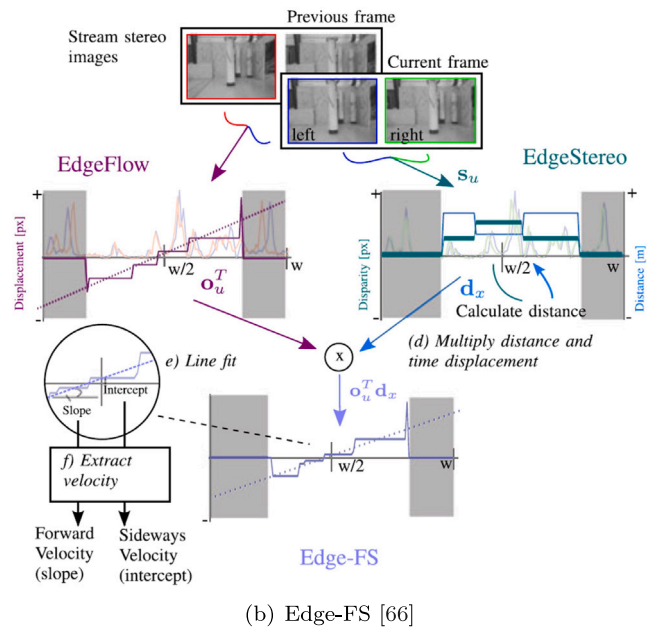 Previous frame
Stream stereo
images
Current frame
left
right
EdgeFlow
EdgeStereo
s_u
+
Displacement [px]
-
w/2
w
o_u^T
+
Disparity [px]
-
w/2
w
+
Distance [m]
-
d_x
Calculate distance
(d) Multiply distance and
time displacement
x
o_u^T d_x
e) Line fit
Intercept
Slope
f) Extract
velocity
Forward
Velocity
(slope)
Sideways
Velocity
(intercept)
w/2
w
-
Edge-FS
(b) Edge-FS [66]